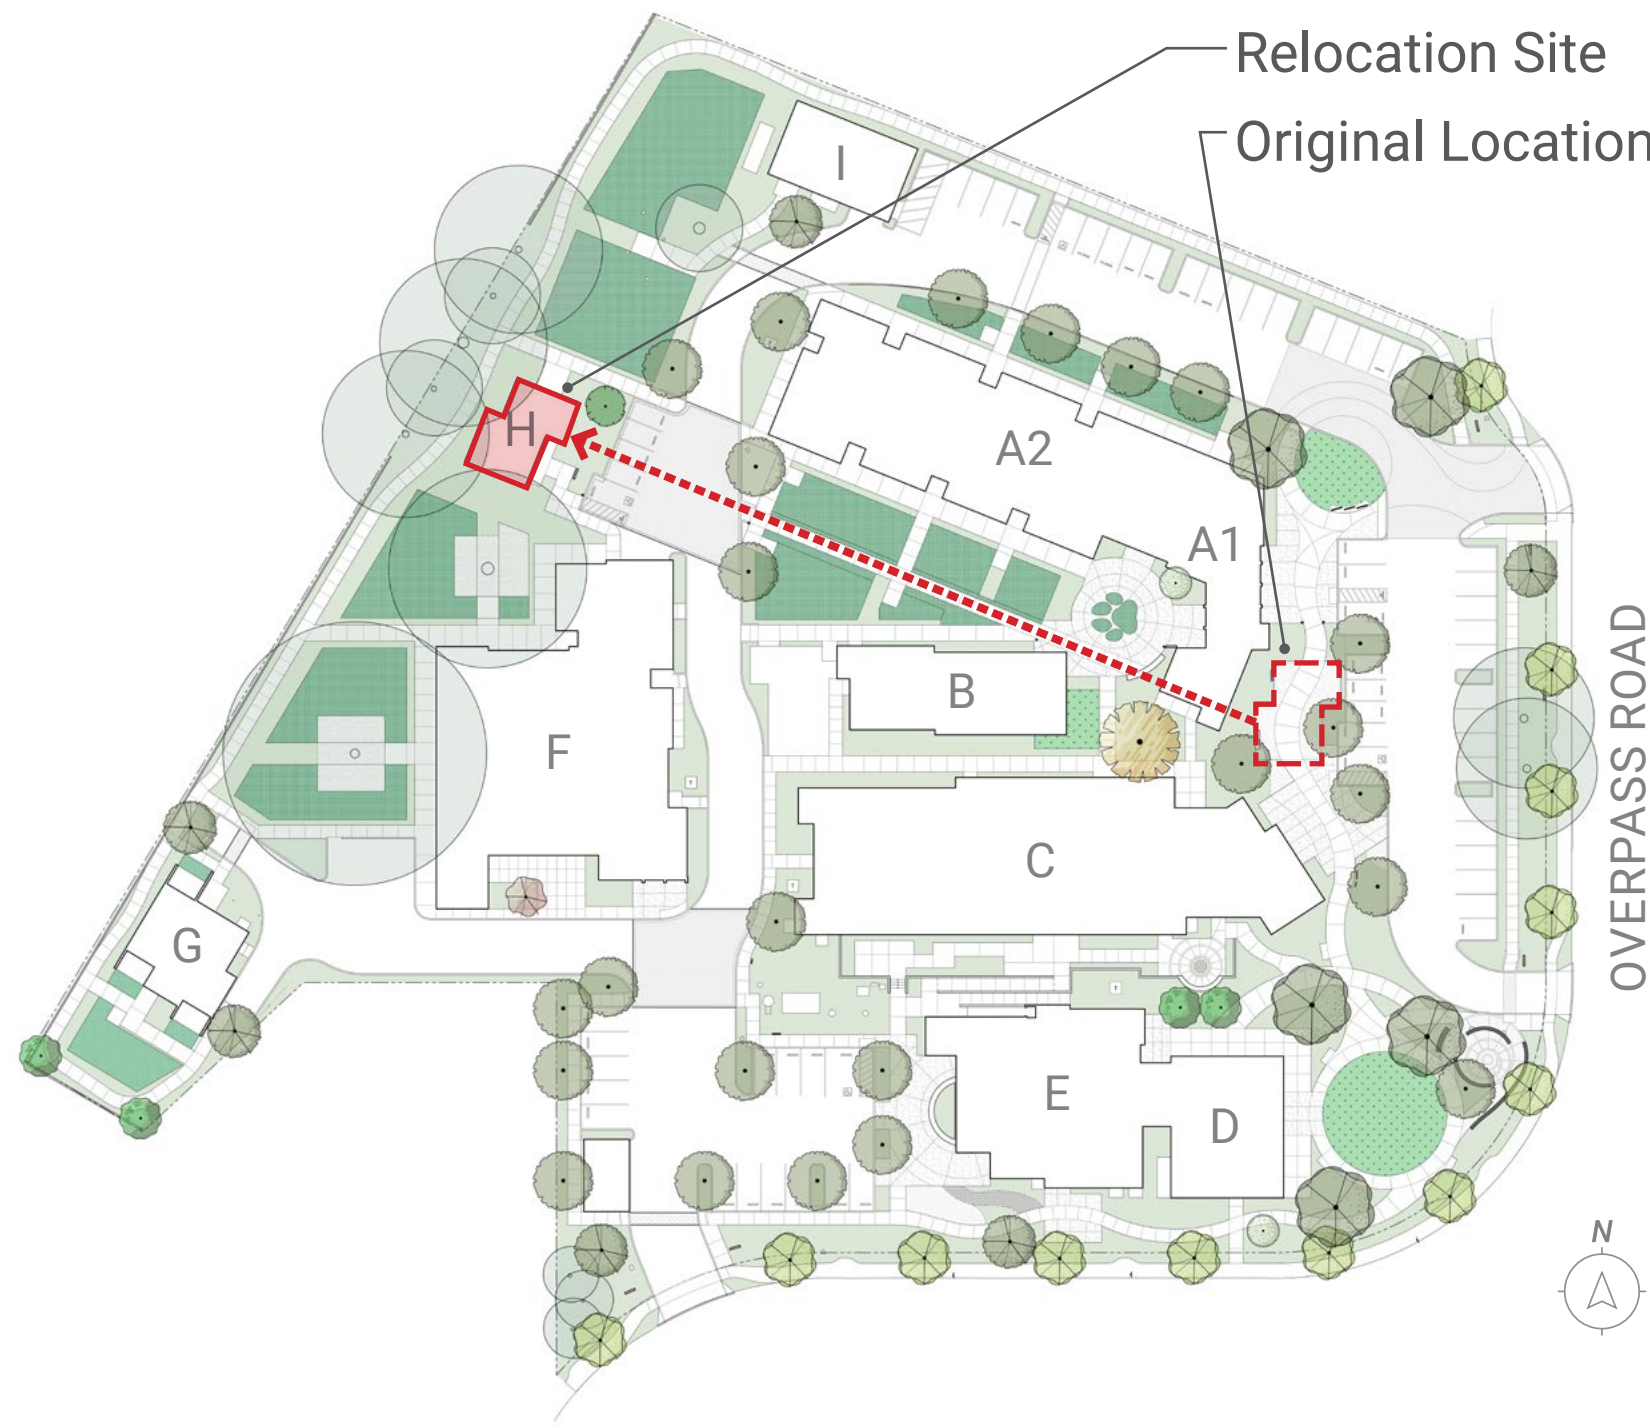 Relocation Site
Original Location
I
H
A2
A1
B
F
C
G
E
D
OVERPASS ROAD
N